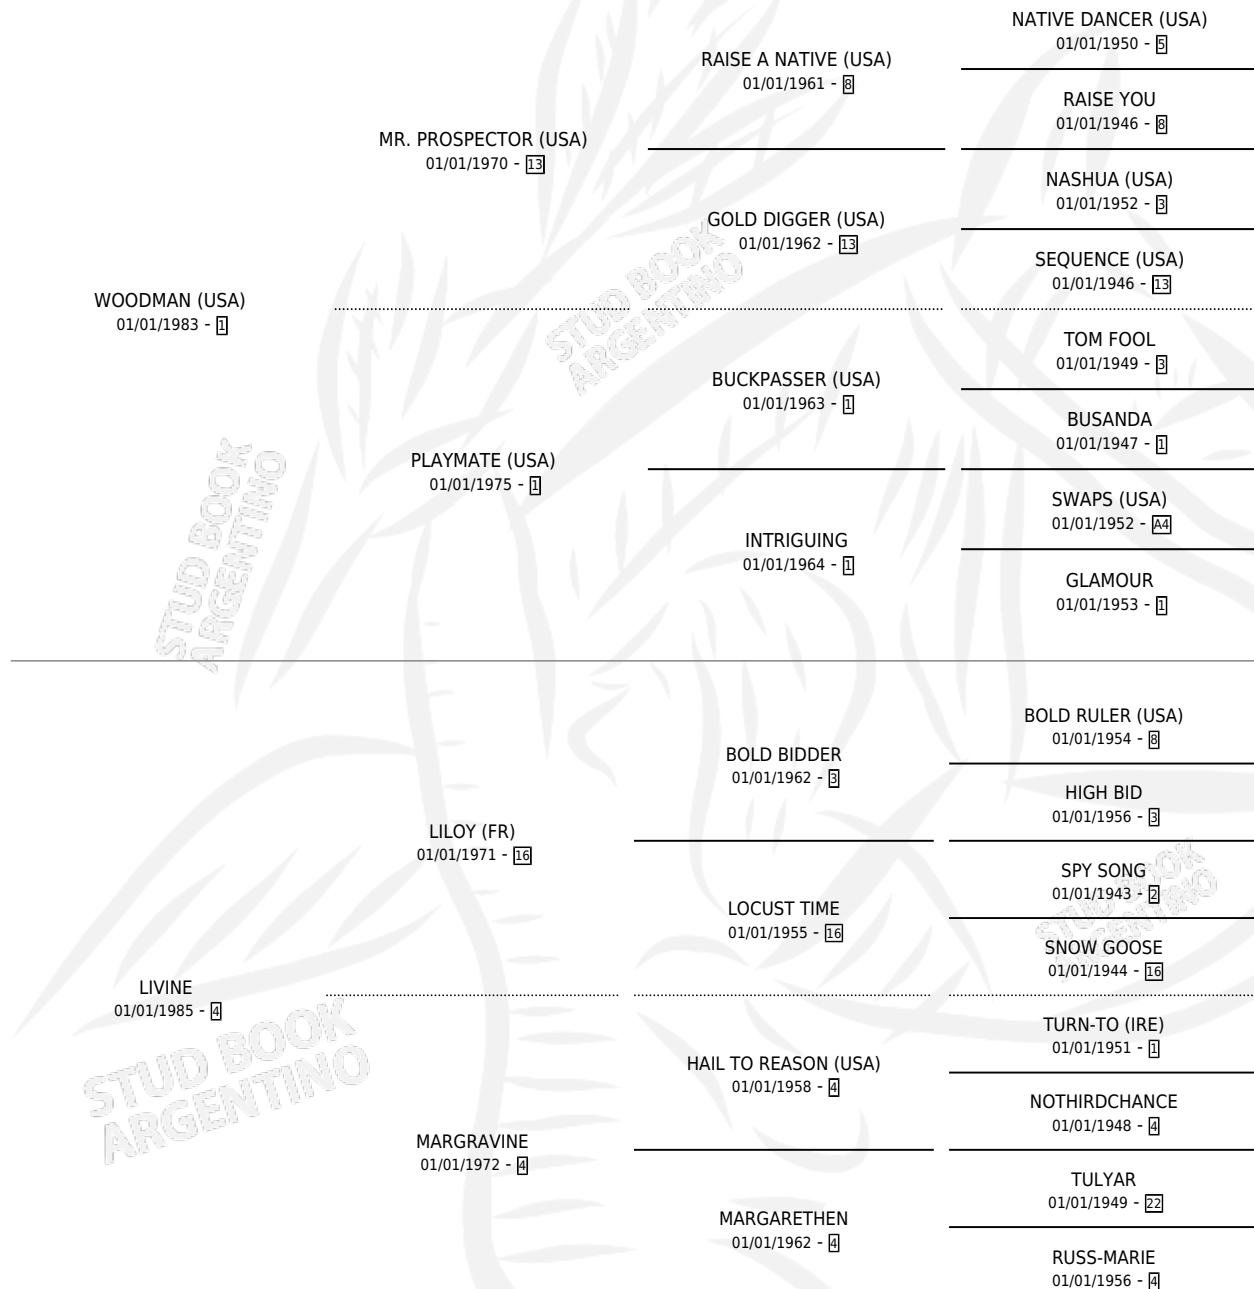 NATIVE DANCER (USA)
01/01/1950 - 5
RAISE A NATIVE (USA)
01/01/1961 - 8
RAISE YOU
01/01/1946 - 8
MR. PROSPECTOR (USA)
01/01/1970 - 13
NASHUA (USA)
01/01/1952 - 3
GOLD DIGGER (USA)
01/01/1962 - 13
SEQUENCE (USA)
01/01/1946 - 13
WOODMAN (USA)
01/01/1983 - 1
TOM FOOL
01/01/1949 - 3
BUCKPASSER (USA)
01/01/1963 - 1
BUSANDA
01/01/1947 - 1
PLAYMATE (USA)
01/01/1975 - 1
SWAPS (USA)
01/01/1952 - A4
INTRIGUING
01/01/1964 - 1
GLAMOUR
01/01/1953 - 1
BOLD RULER (USA)
01/01/1954 - 8
BOLD BIDDER
01/01/1962 - 3
HIGH BID
01/01/1956 - 3
LILOY (FR)
01/01/1971 - 16
SPY SONG
01/01/1943 - 2
LOCUST TIME
01/01/1955 - 16
SNOW GOOSE
01/01/1944 - 16
LIVINE
01/01/1985 - 4
TURN-TO (IRE)
01/01/1951 - 1
HAIL TO REASON (USA)
01/01/1958 - 4
NOTHIRDCHANCE
01/01/1948 - 4
MARGRAVINE
01/01/1972 - 4
TULYAR
01/01/1949 - 22
MARGARETHEN
01/01/1962 - 4
RUSS-MARIE
01/01/1956 - 4
STUD BOOK
ARGENTINO
STUD BOOK
ARGENTINO
STUD BOOK
ARGENTINO
STUD BOOK
ARGENTINO